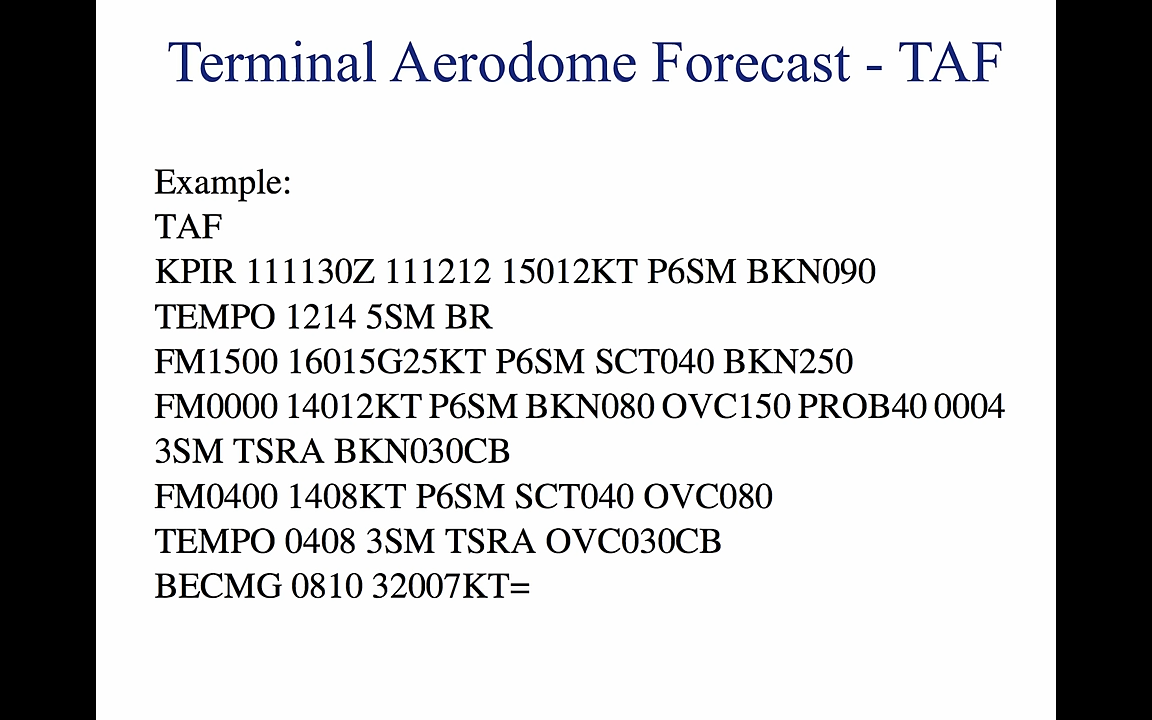 Terminal Aerodome Forecast - TAF
Example:
TAF
KPIR 111130Z 111212 15012KT P6SM BKN090
TEMPO 1214 5SM BR
FM1500 16015G25KT P6SM SCT040 BKN250
FM0000 14012KT P6SM BKN080 OVC150 PROB40 0004
3SM TSRA BKN030CB
FM0400 1408KT P6SM SCT040 OVC080
TEMPO 0408 3SM TSRA OVC030CB
BECMG 0810 32007KT=